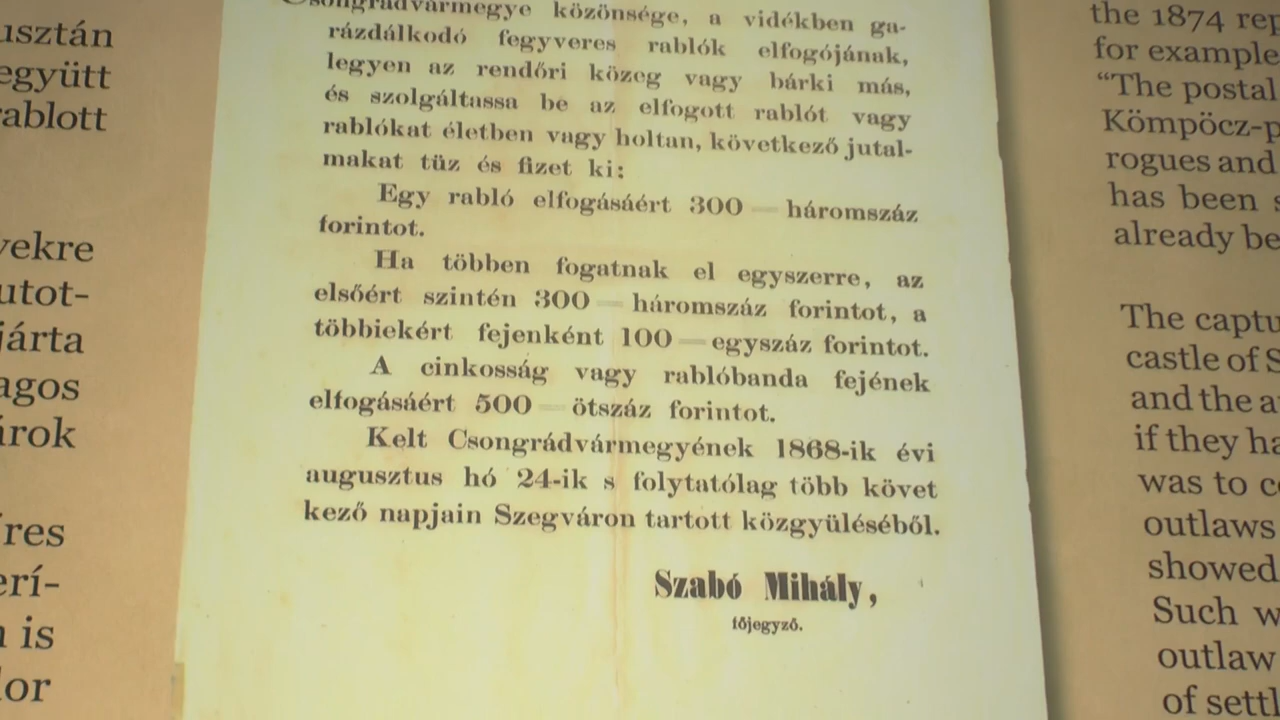 usztán
együtt
rablott
vekre
utot-
járta
agos
árok
res
erí-
n is
lor
Csongrádvármegye közönsége, a vidékben ga-
rázdálkodó fegyveres rablók elfogójának,
legyen az rendőri közeg vagy bárki más,
és szolgáltassa be az elfogott rablót vagy
rablókat életben vagy holtan, következő jutal-
makat tüz és fizet ki:
Egy rabló elfogásáért 300 — háromszáz
forintot.
Ha többen fogatnak el egyszerre, az
elsőért szintén 300 — háromszáz forintot, a
többiekért fejenként 100 — egyszáz forintot.
A cinkosság vagy rablóbanda fejének
elfogásáért 500 — ötszáz forintot.
Kelt Csongrádvármegyének 1868-ik évi
augusztus hó 24-ik s folytatólag több követ
kező napjain Szegváron tartott közgyüléséből.
Szabó Mihály,
főjegyző.
the 1874 rep
for example
“The postal
Kömpöcz-p
rogues and
has been s
already be
The captu
castle of S
and the a
if they ha
was to c
outlaws
showed
Such w
outlaw
of settl